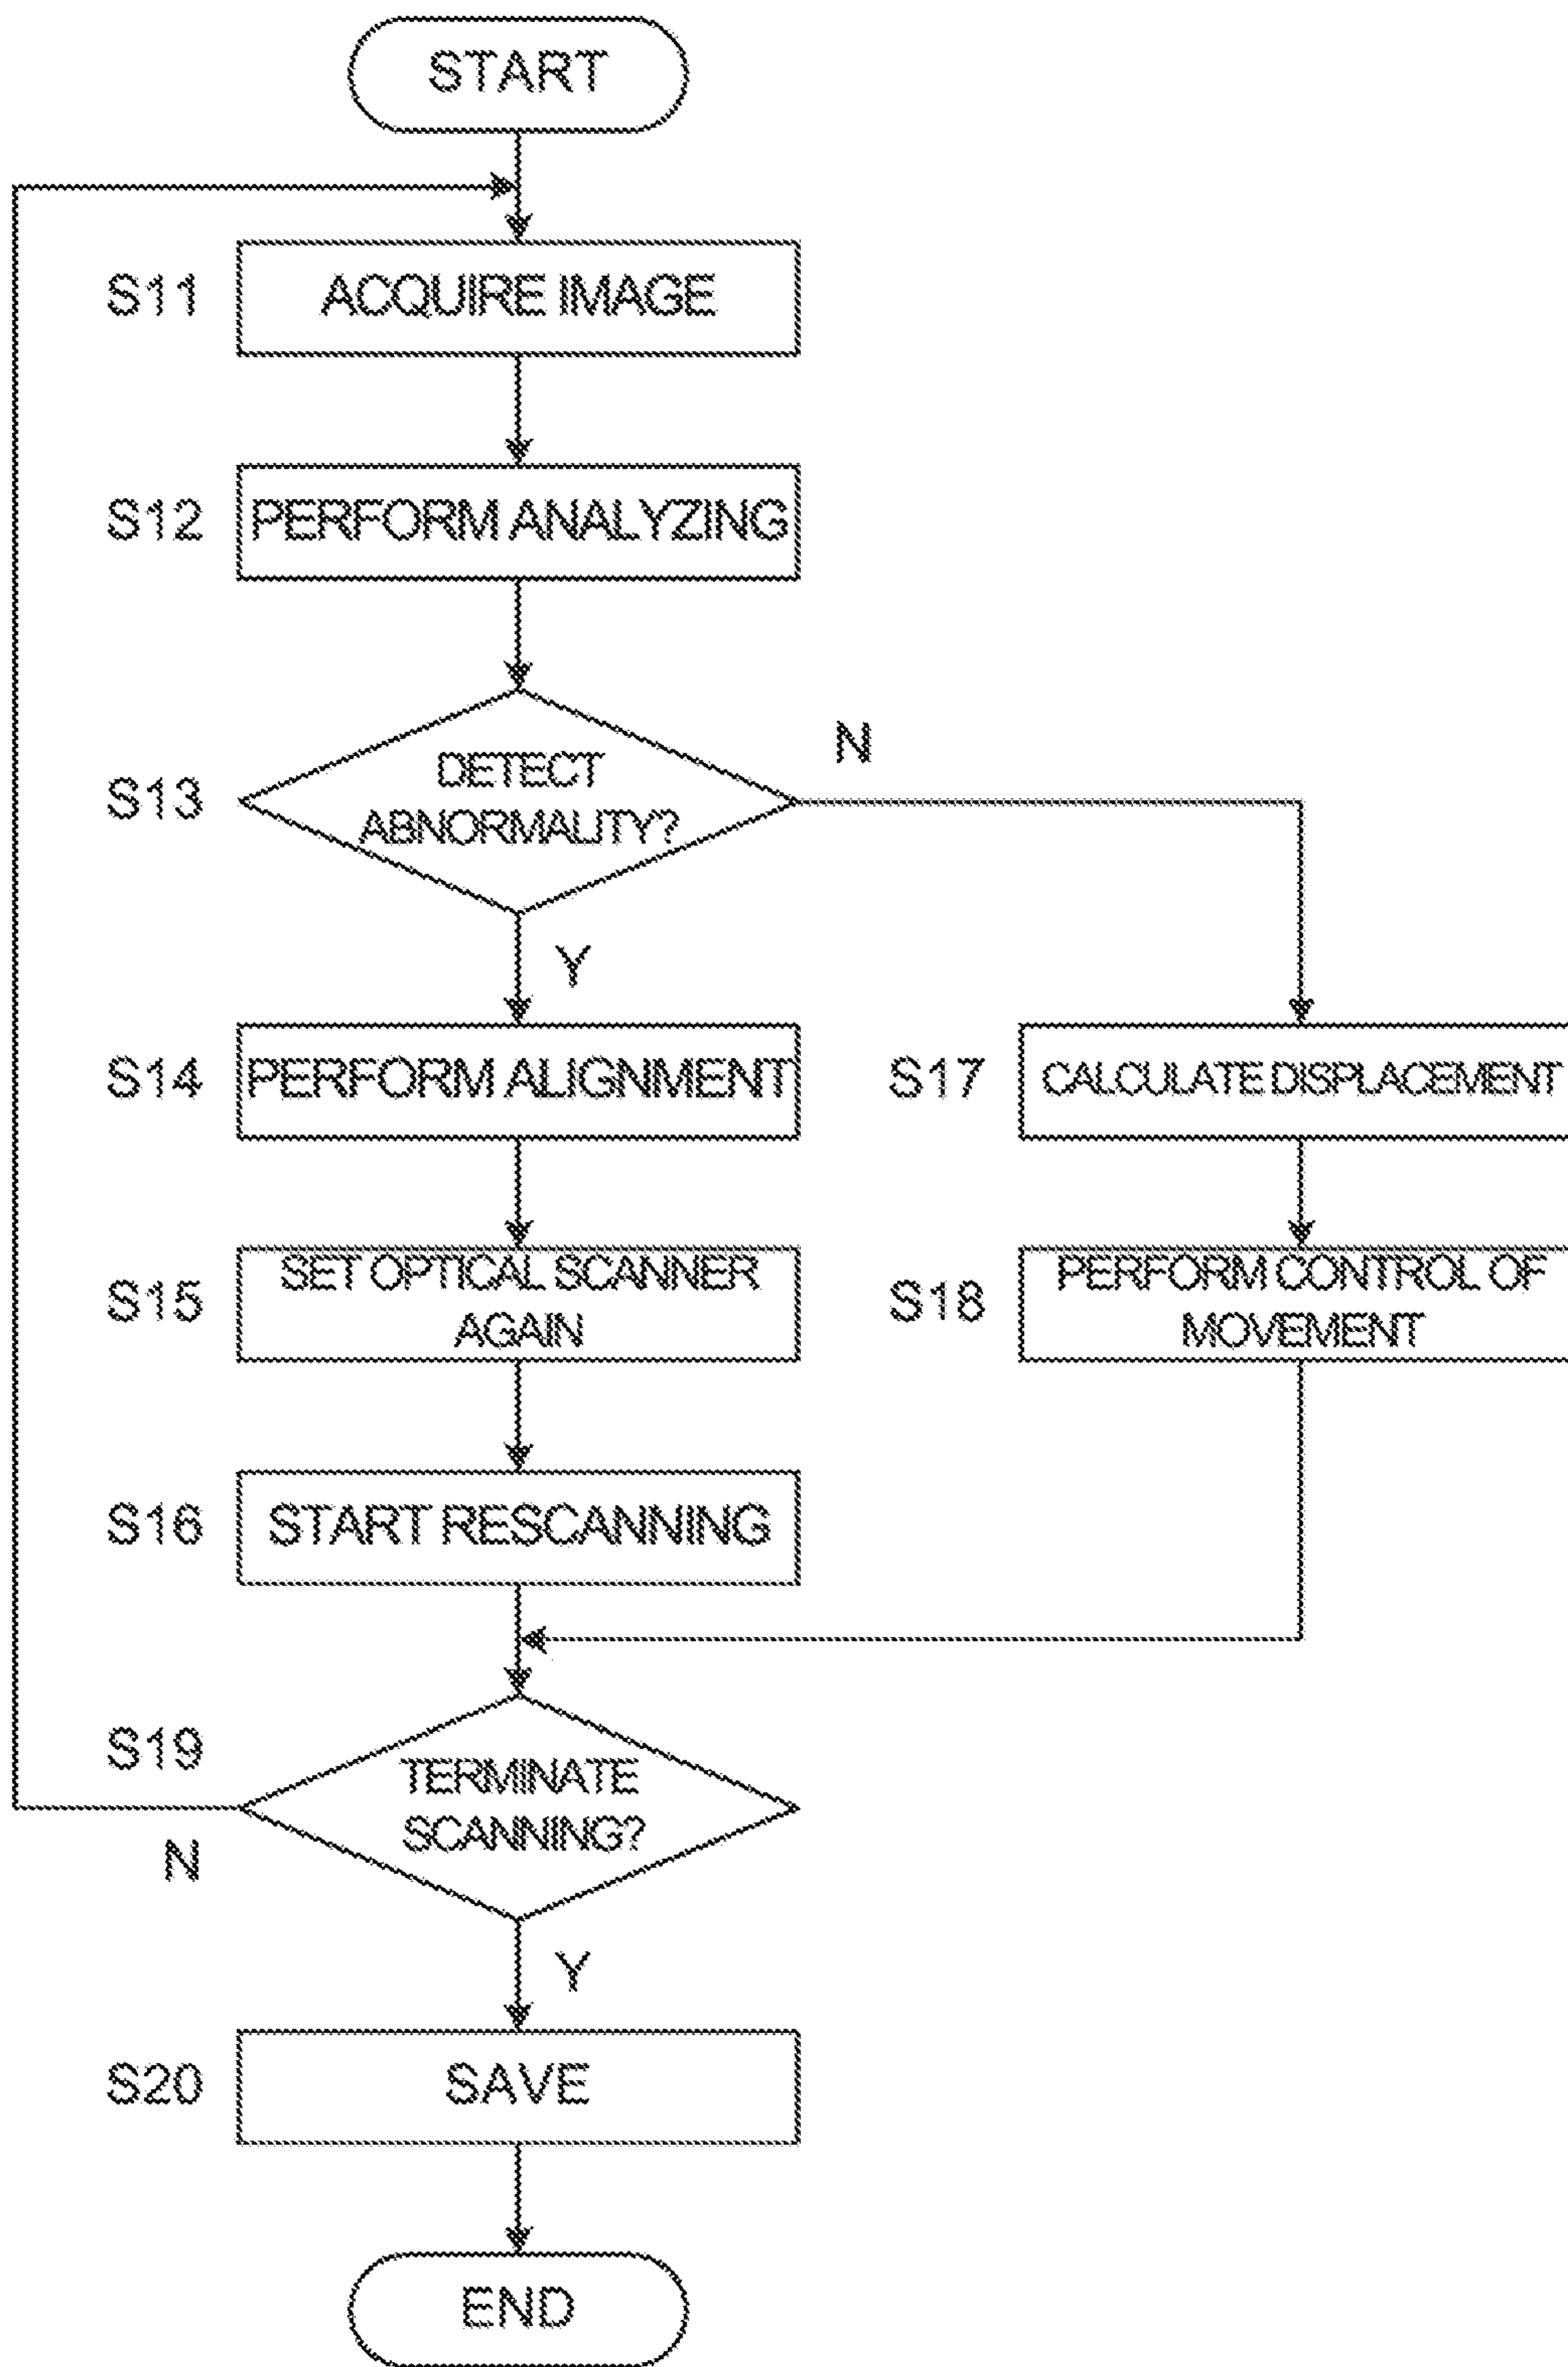 START
S11
ACQUIRE IMAGE
S12
PERFORM ANALYZING
S13
DETECT
ABNORMALITY?
N
Y
S14
PERFORM ALIGNMENT
S17
CALCULATE DISPLACEMENT
S15
SET OPTICAL SCANNER
AGAIN
S18
PERFORM CONTROL OF
MOVEMENT
S16
START RESCANNING
S19
TERMINATE
SCANNING?
N
Y
S20
SAVE
END